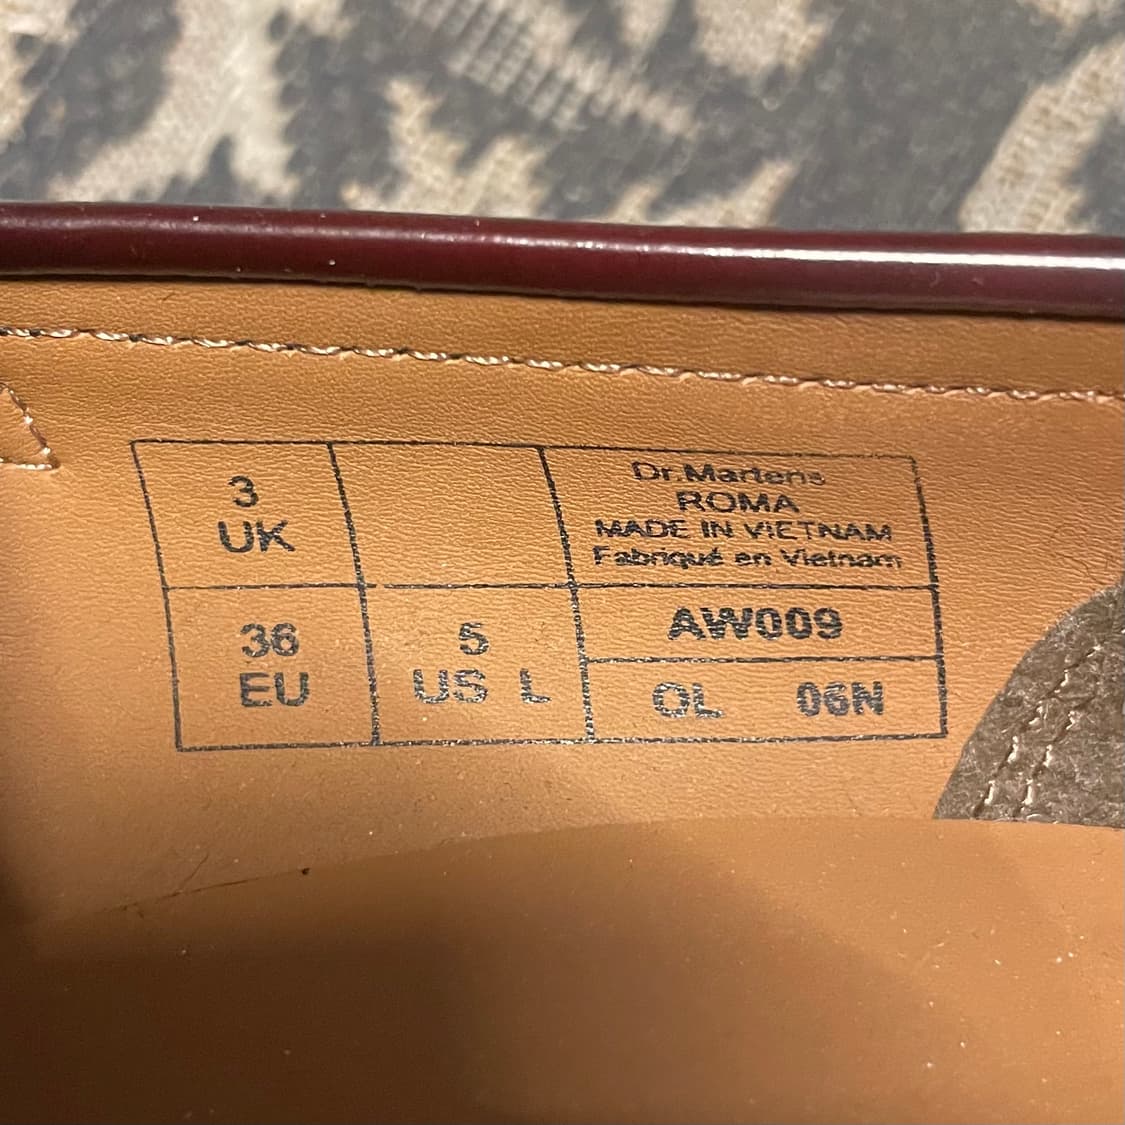 3
UK
Dr.Martens
ROMA
MADE IN VIETNAM
Fabriqué en Vietnam
36
EU
5
US L
AW009
OL 06N